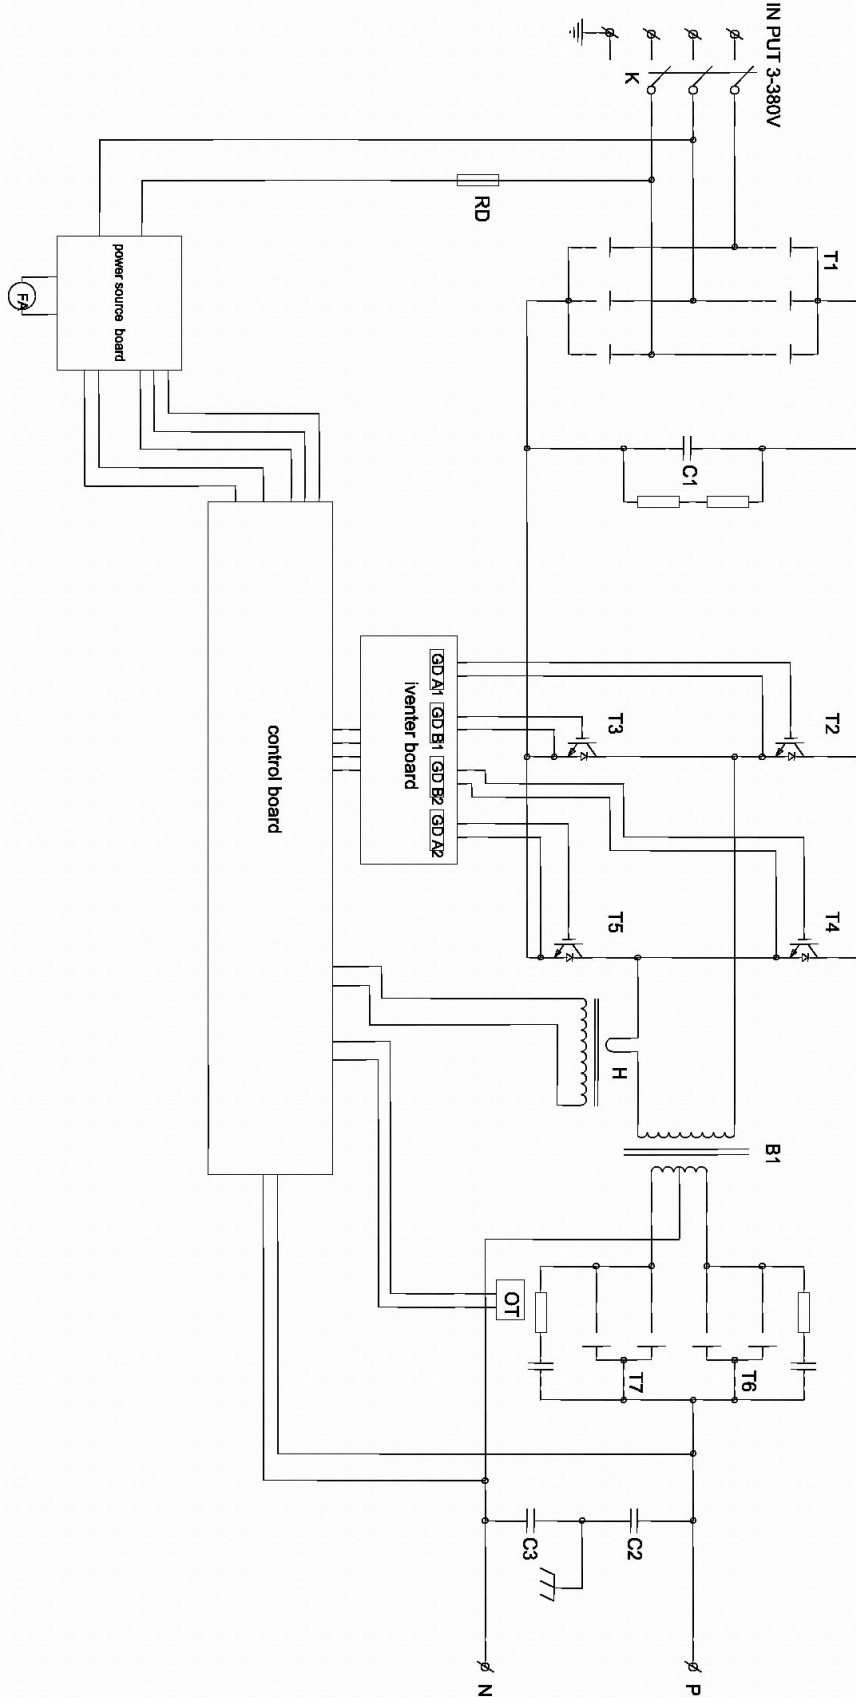 IN PUT 3-380V
K
RD
T1
power source board
FA
C1
T2
T3
GD A1
GD B1
GD B2
GD A2
iventer board
control board
T4
T5
H
B1
OT
T6
T7
C2
C3
P
N